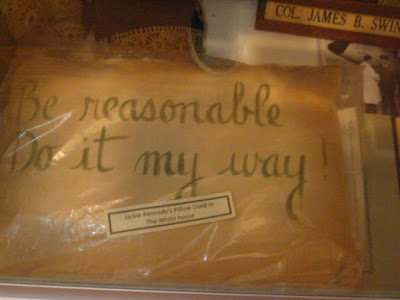 COL. JAMES B. SWIN
Be reasonable
Do it my way!
Jackie Kennedy's Pillow Used in
The White house